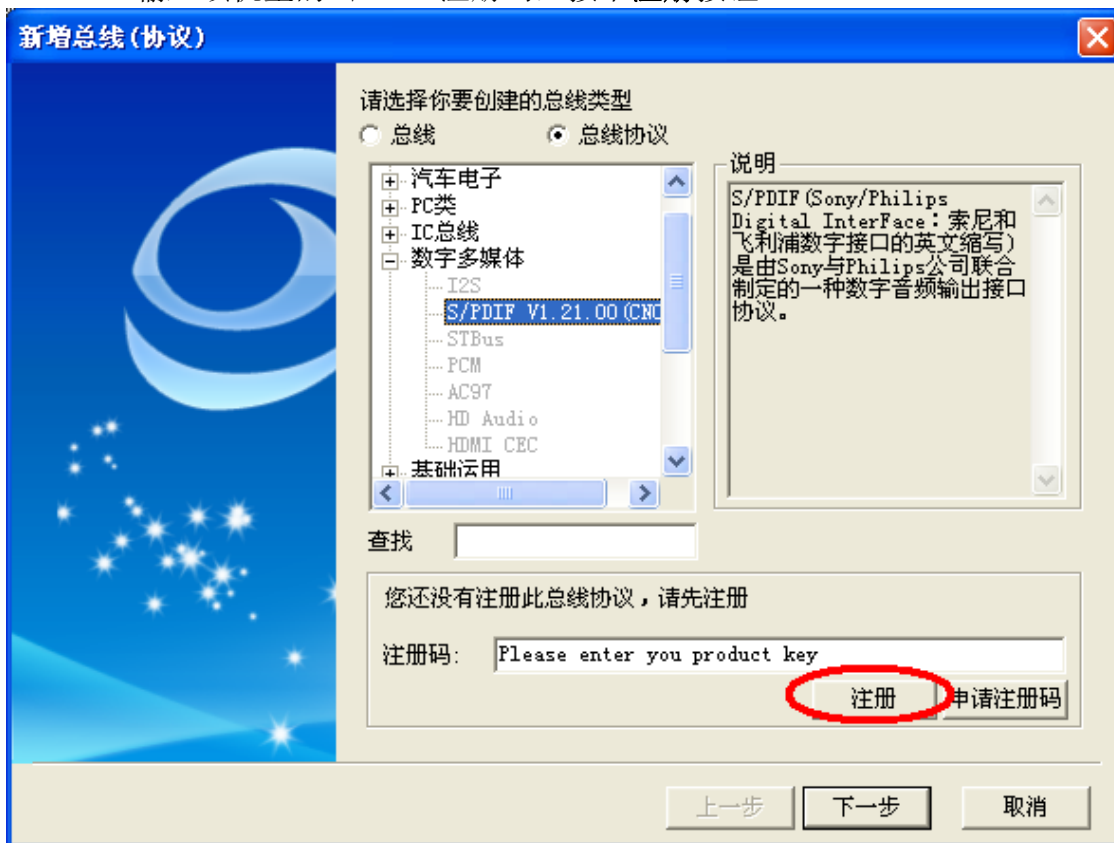 新增总线(协议)
请选择你要创建的总线类型
总线
总线协议
汽车电子
PC类
IC总线
数字多媒体
I2S
S/PDIF V1.21.00(CNC
STBus
PCM
AC97
HD Audio
HDMI CEC
基础运用
说明
S/PDIF(Sony/Philips
Digital InterFace：索尼和
飞利浦数字接口的英文缩写)
是由Sony与Philips公司联合
制定的一种数字音频输出接口
协议。
查找
您还没有注册此总线协议，请先注册
注册码:
Please enter you product key
注册
申请注册码
上一步
下一步
取消